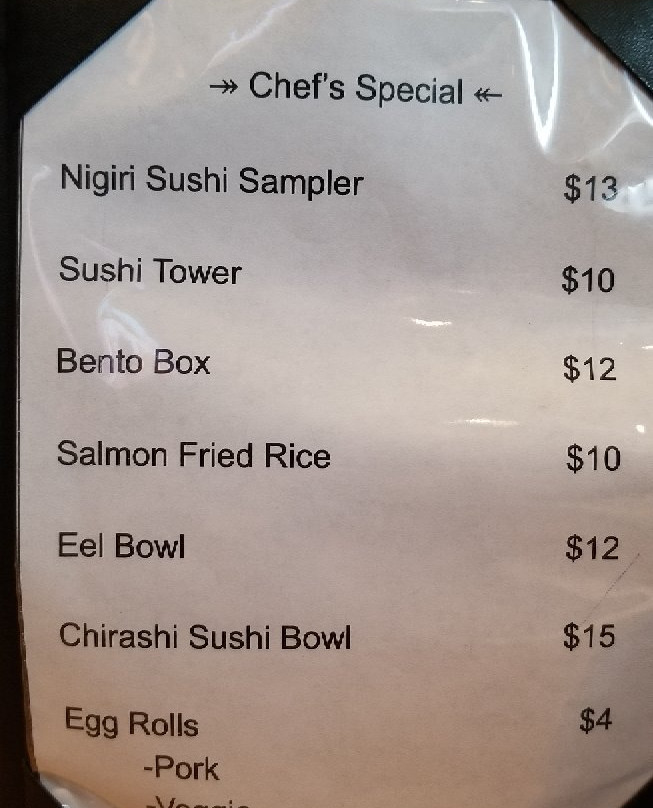 ↠ Chef's Special ↞
Nigiri Sushi Sampler $13
Sushi Tower $10
Bento Box $12
Salmon Fried Rice $10
Eel Bowl $12
Chirashi Sushi Bowl $15
Egg Rolls $4
-Pork